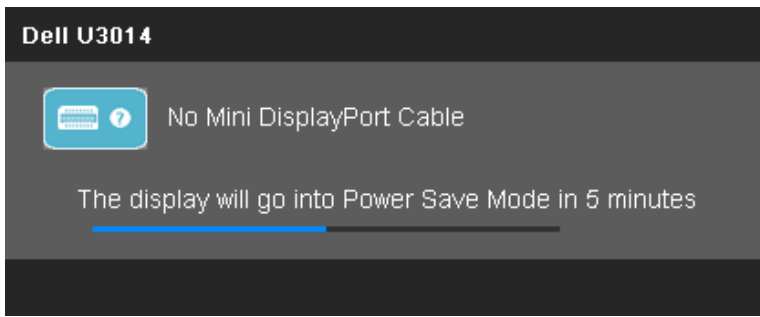 Dell U3014
No Mini DisplayPort Cable
The display will go into Power Save Mode in 5 minutes